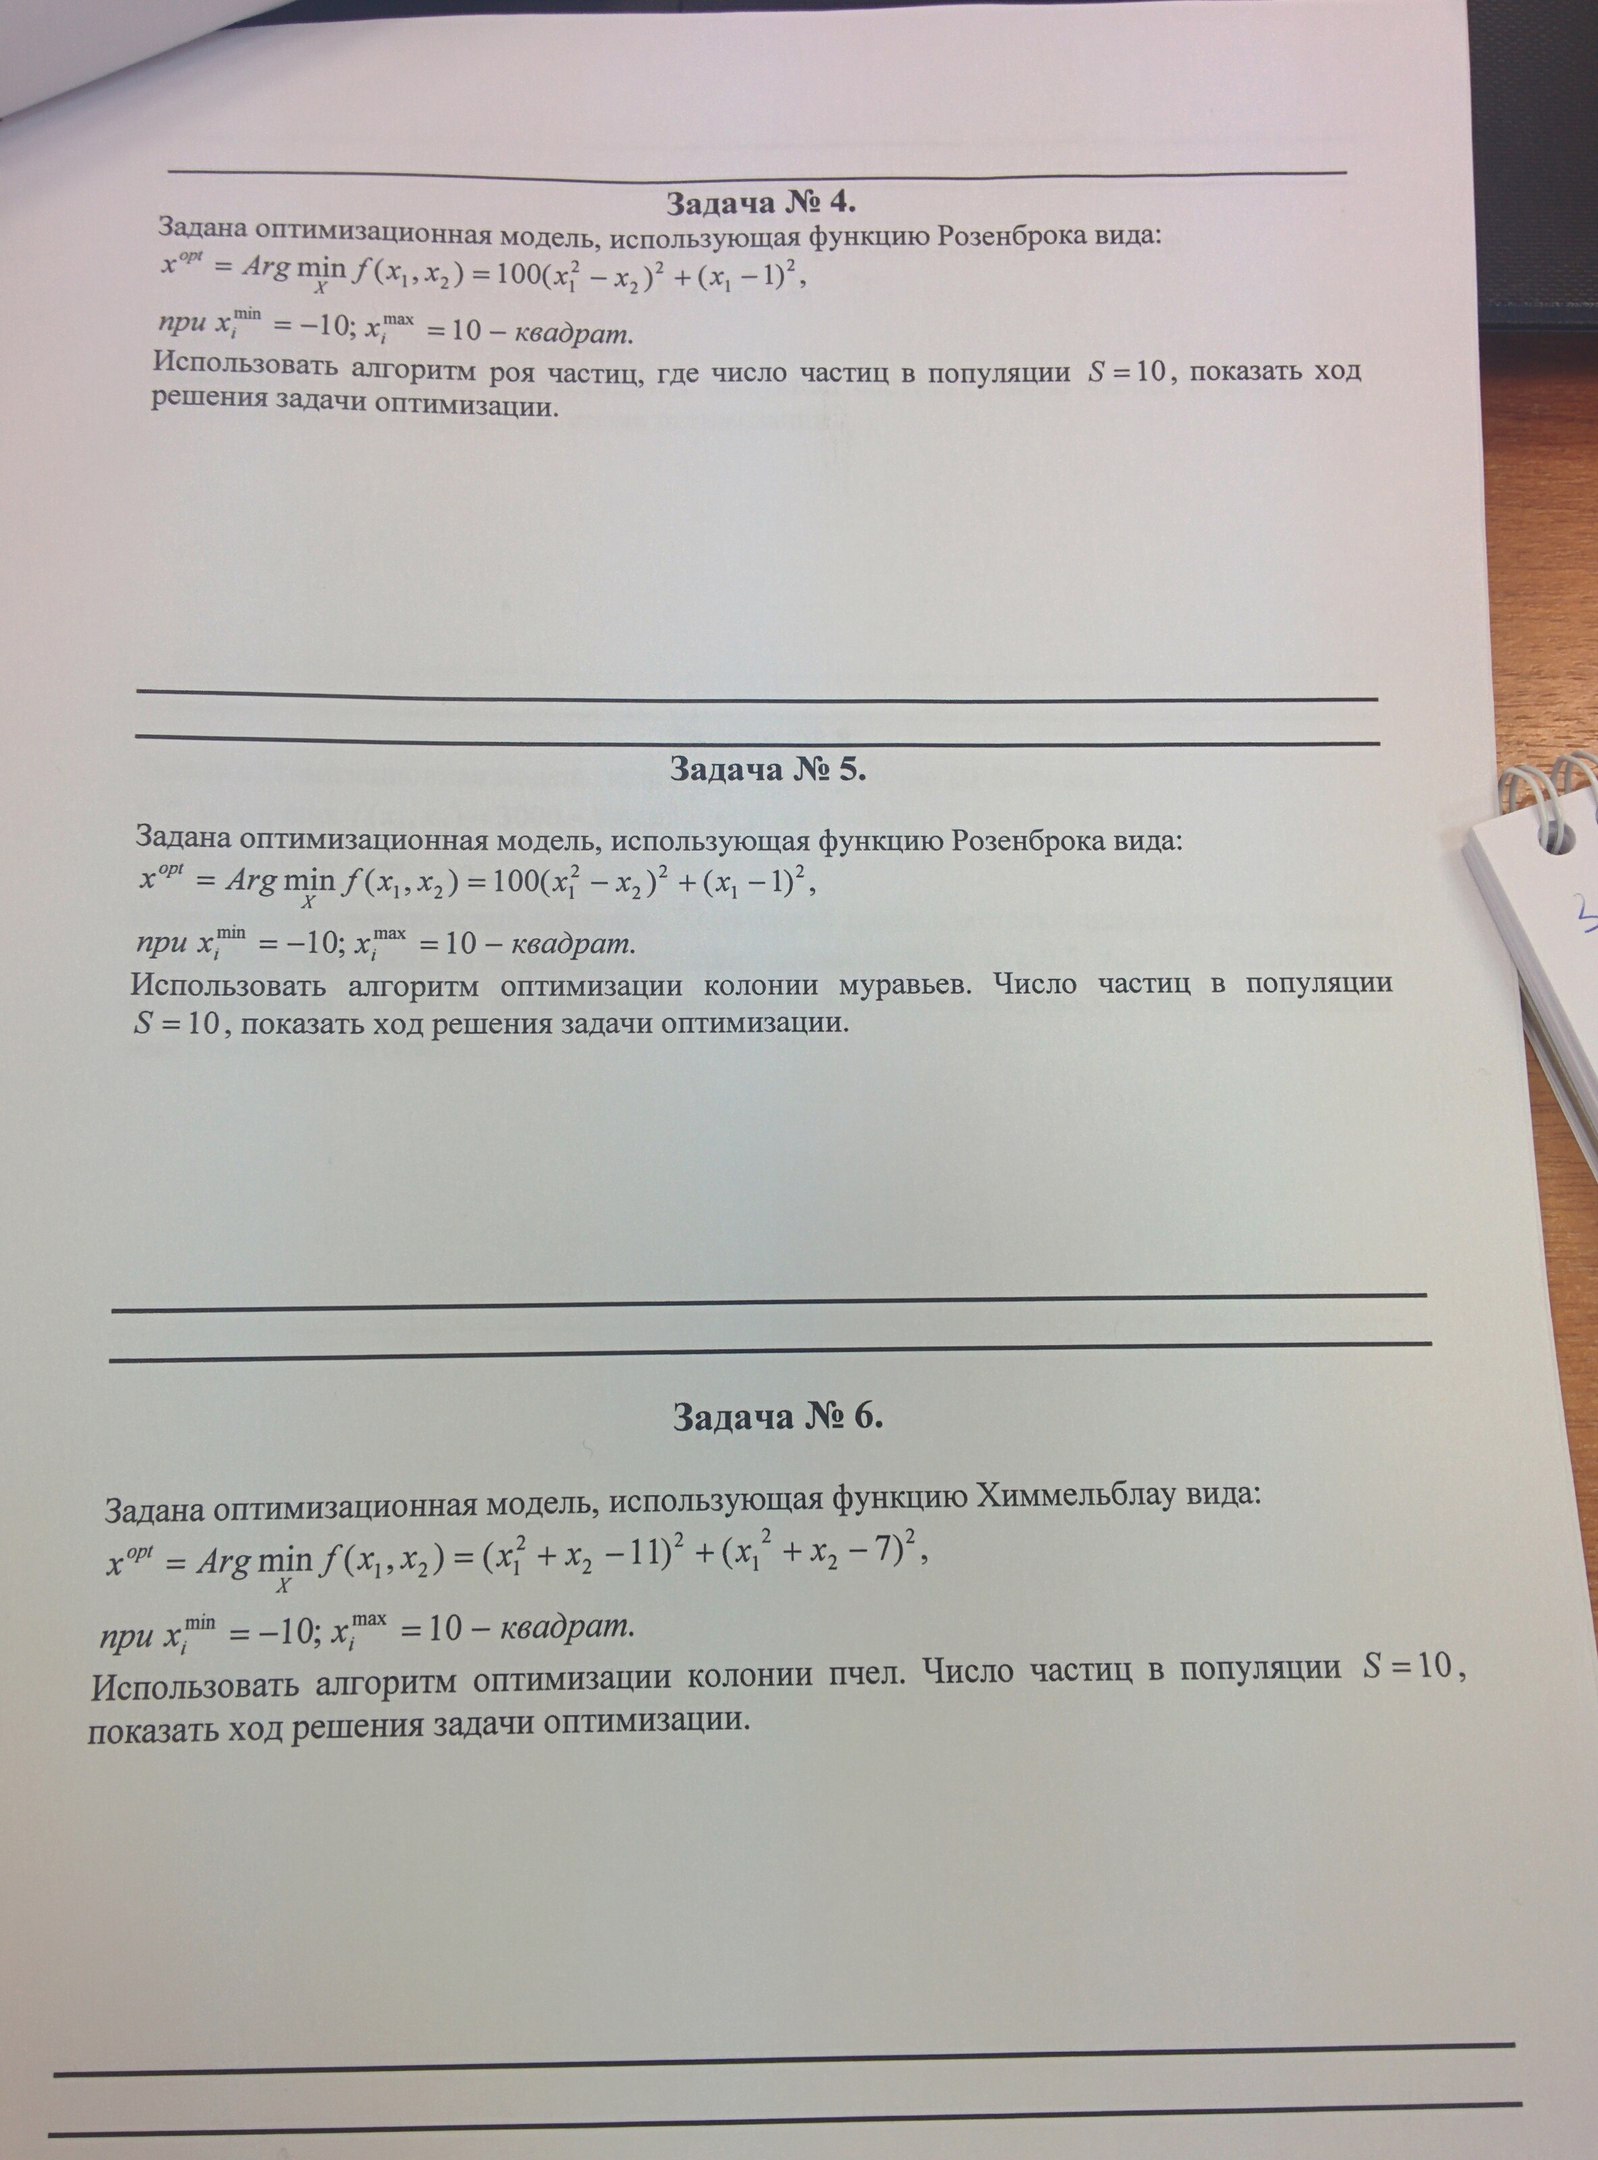 Задача № 4.
Задана оптимизационная модель, использующая функцию Розенброка вида:
x^{opt} = Arg min_X f(x_1, x_2) = 100(x_1^2 − x_2)^2 + (x_1 − 1)^2,
при x_i^{min} = −10; x_i^{max} = 10 – квадрат.
Использовать алгоритм роя частиц, где число частиц в популяции S = 10, показать ход
решения задачи оптимизации.
Задача № 5.
Задана оптимизационная модель, использующая функцию Розенброка вида:
x^{opt} = Arg min_X f(x_1, x_2) = 100(x_1^2 − x_2)^2 + (x_1 − 1)^2,
при x_i^{min} = −10; x_i^{max} = 10 – квадрат.
Использовать алгоритм оптимизации колонии муравьев. Число частиц в популяции
S = 10, показать ход решения задачи оптимизации.
Задача № 6.
Задана оптимизационная модель, использующая функцию Химмельблау вида:
x^{opt} = Arg min_X f(x_1, x_2) = (x_1^2 + x_2 − 11)^2 + (x_1^2 + x_2 − 7)^2,
при x_i^{min} = −10; x_i^{max} = 10 – квадрат.
Использовать алгоритм оптимизации колонии пчел. Число частиц в популяции S = 10,
показать ход решения задачи оптимизации.